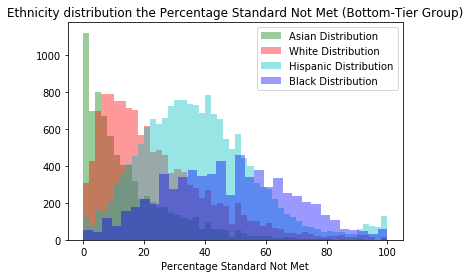 Ethnicity distribution the Percentage Standard Not Met (Bottom-Tier Group)
Asian Distribution
White Distribution
Hispanic Distribution
Black Distribution
1000
800
600
400
200
0
0 20 40 60 80 100
Percentage Standard Not Met